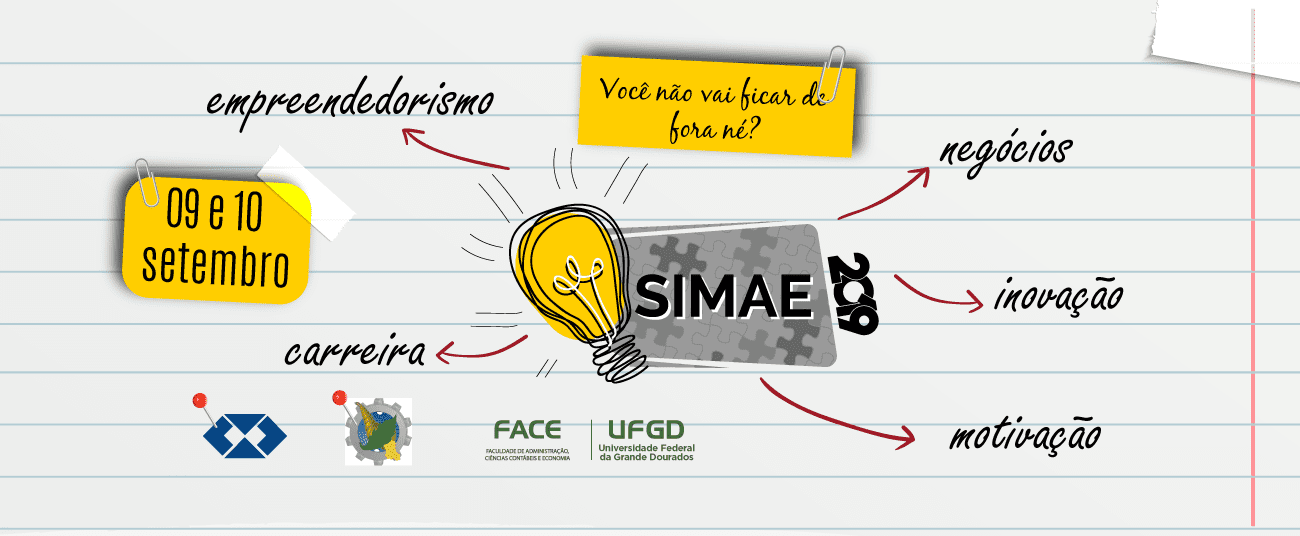 empreendedorismo
Você não vai ficar de
fora né?
negócios
09 e 10
setembro
SIMAE
2019
inovação
carreira
motivação
FACE
FACULDADE DE ADMINISTRAÇÃO,
CIÊNCIAS CONTÁBEIS E ECONOMIA
UFGD
Universidade Federal
da Grande Dourados